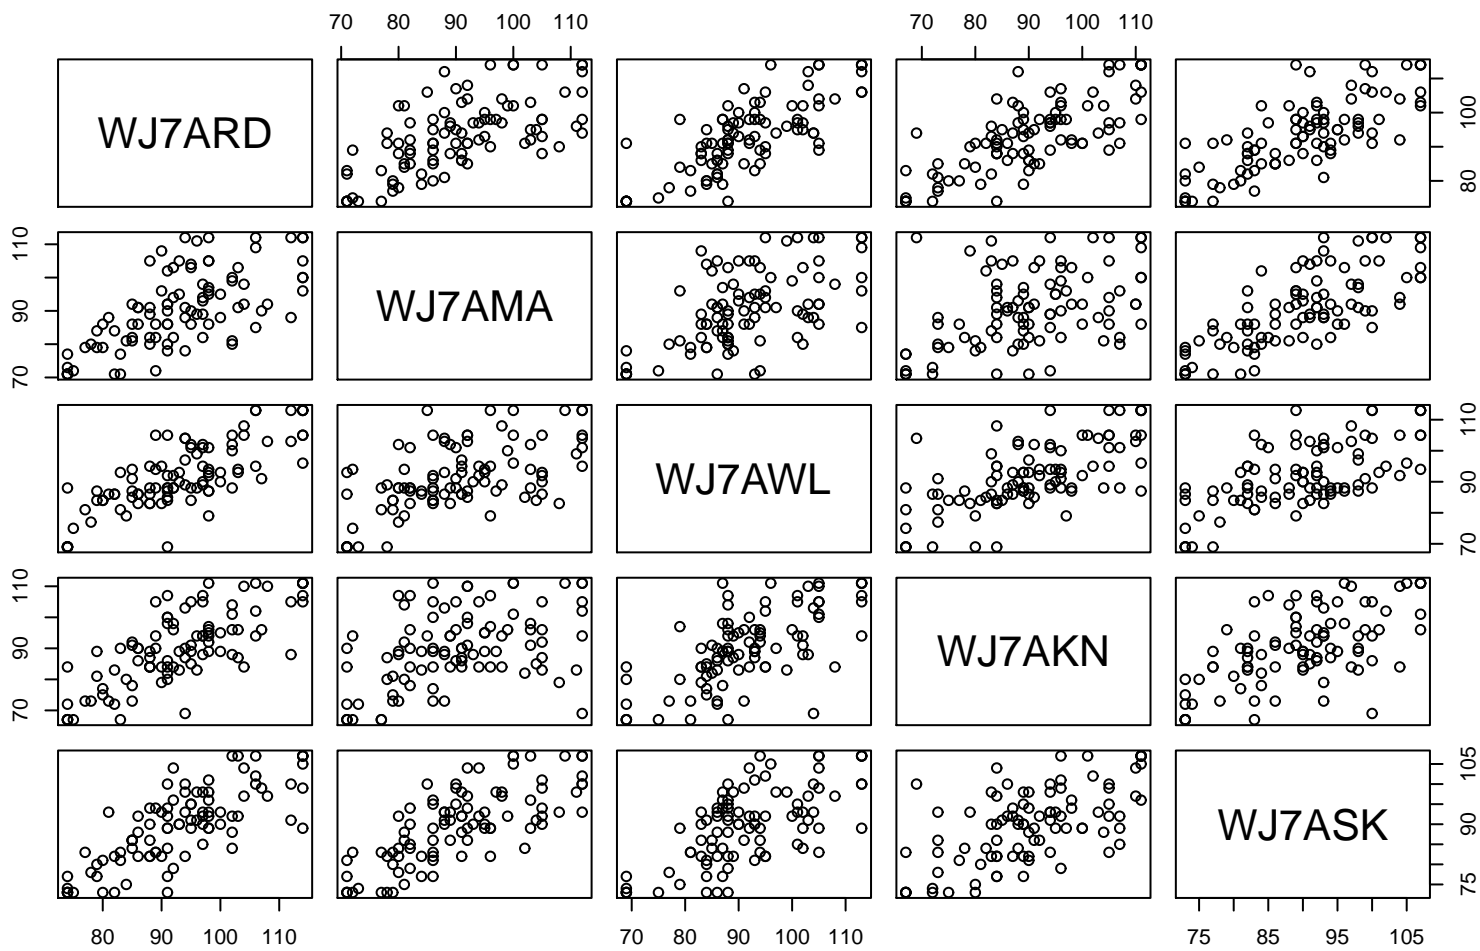 70 80 90 100 110 70 80 90 100 110
WJ7ARD 80 100
70 90 110 WJ7AMA
WJ7AWL 70 90 110
70 90 110 WJ7AKN
WJ7ASK 75 90 105
80 90 100 110 70 80 90 100 110 75 85 95 105